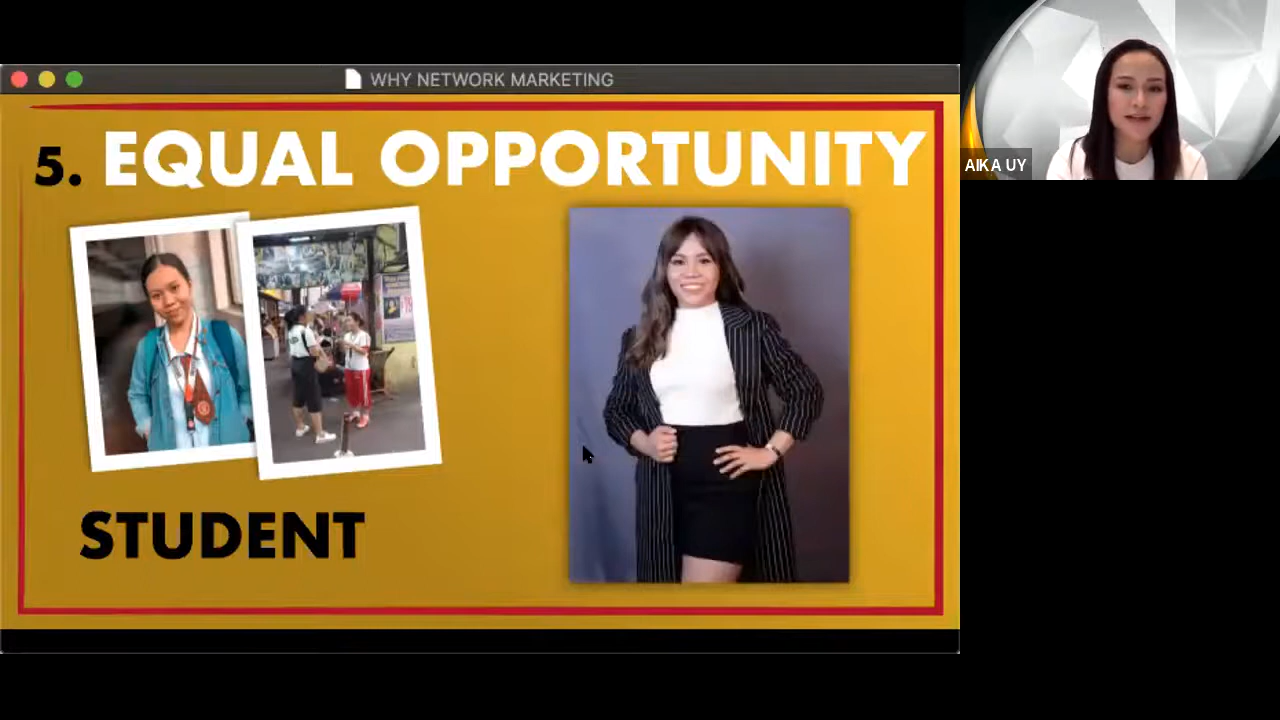 WHY NETWORK MARKETING
5. EQUAL OPPORTUNITY
STUDENT
AIKA UY